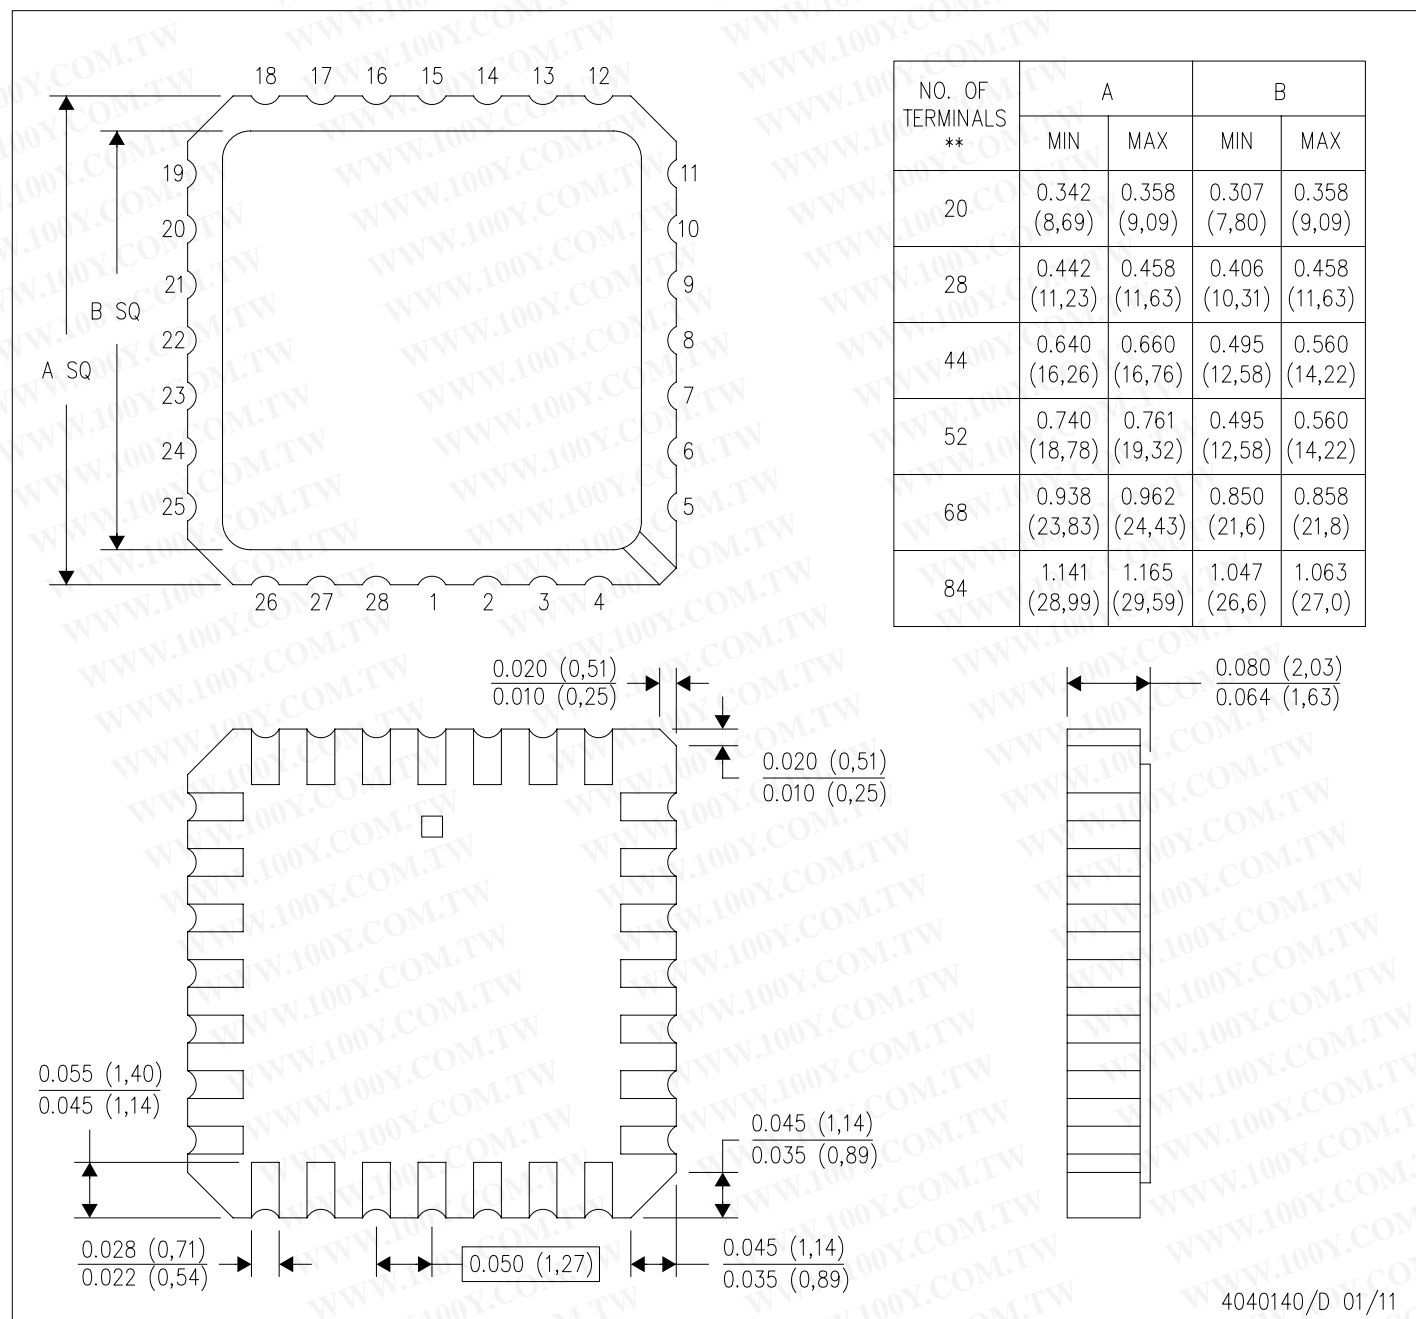 18 17 16 15 14 13 12
19
20
21
22
23
24
25
11
10
9
8
7
6
5
26 27 28 1 2 3 4
B SQ
A SQ
NO. OF TERMINALS ** A B
MIN MAX MIN MAX
20 0.342 (8,69) 0.358 (9,09) 0.307 (7,80) 0.358 (9,09)
28 0.442 (11,23) 0.458 (11,63) 0.406 (10,31) 0.458 (11,63)
44 0.640 (16,26) 0.660 (16,76) 0.495 (12,58) 0.560 (14,22)
52 0.740 (18,78) 0.761 (19,32) 0.495 (12,58) 0.560 (14,22)
68 0.938 (23,83) 0.962 (24,43) 0.850 (21,6) 0.858 (21,8)
84 1.141 (28,99) 1.165 (29,59) 1.047 (26,6) 1.063 (27,0)
0.020 (0,51)
0.010 (0,25)
0.020 (0,51)
0.010 (0,25)
0.080 (2,03)
0.064 (1,63)
0.055 (1,40)
0.045 (1,14)
0.045 (1,14)
0.035 (0,89)
0.028 (0,71)
0.022 (0,54)
0.050 (1,27)
0.045 (1,14)
0.035 (0,89)
4040140/D 01/11
WWW.100Y.COM.TW